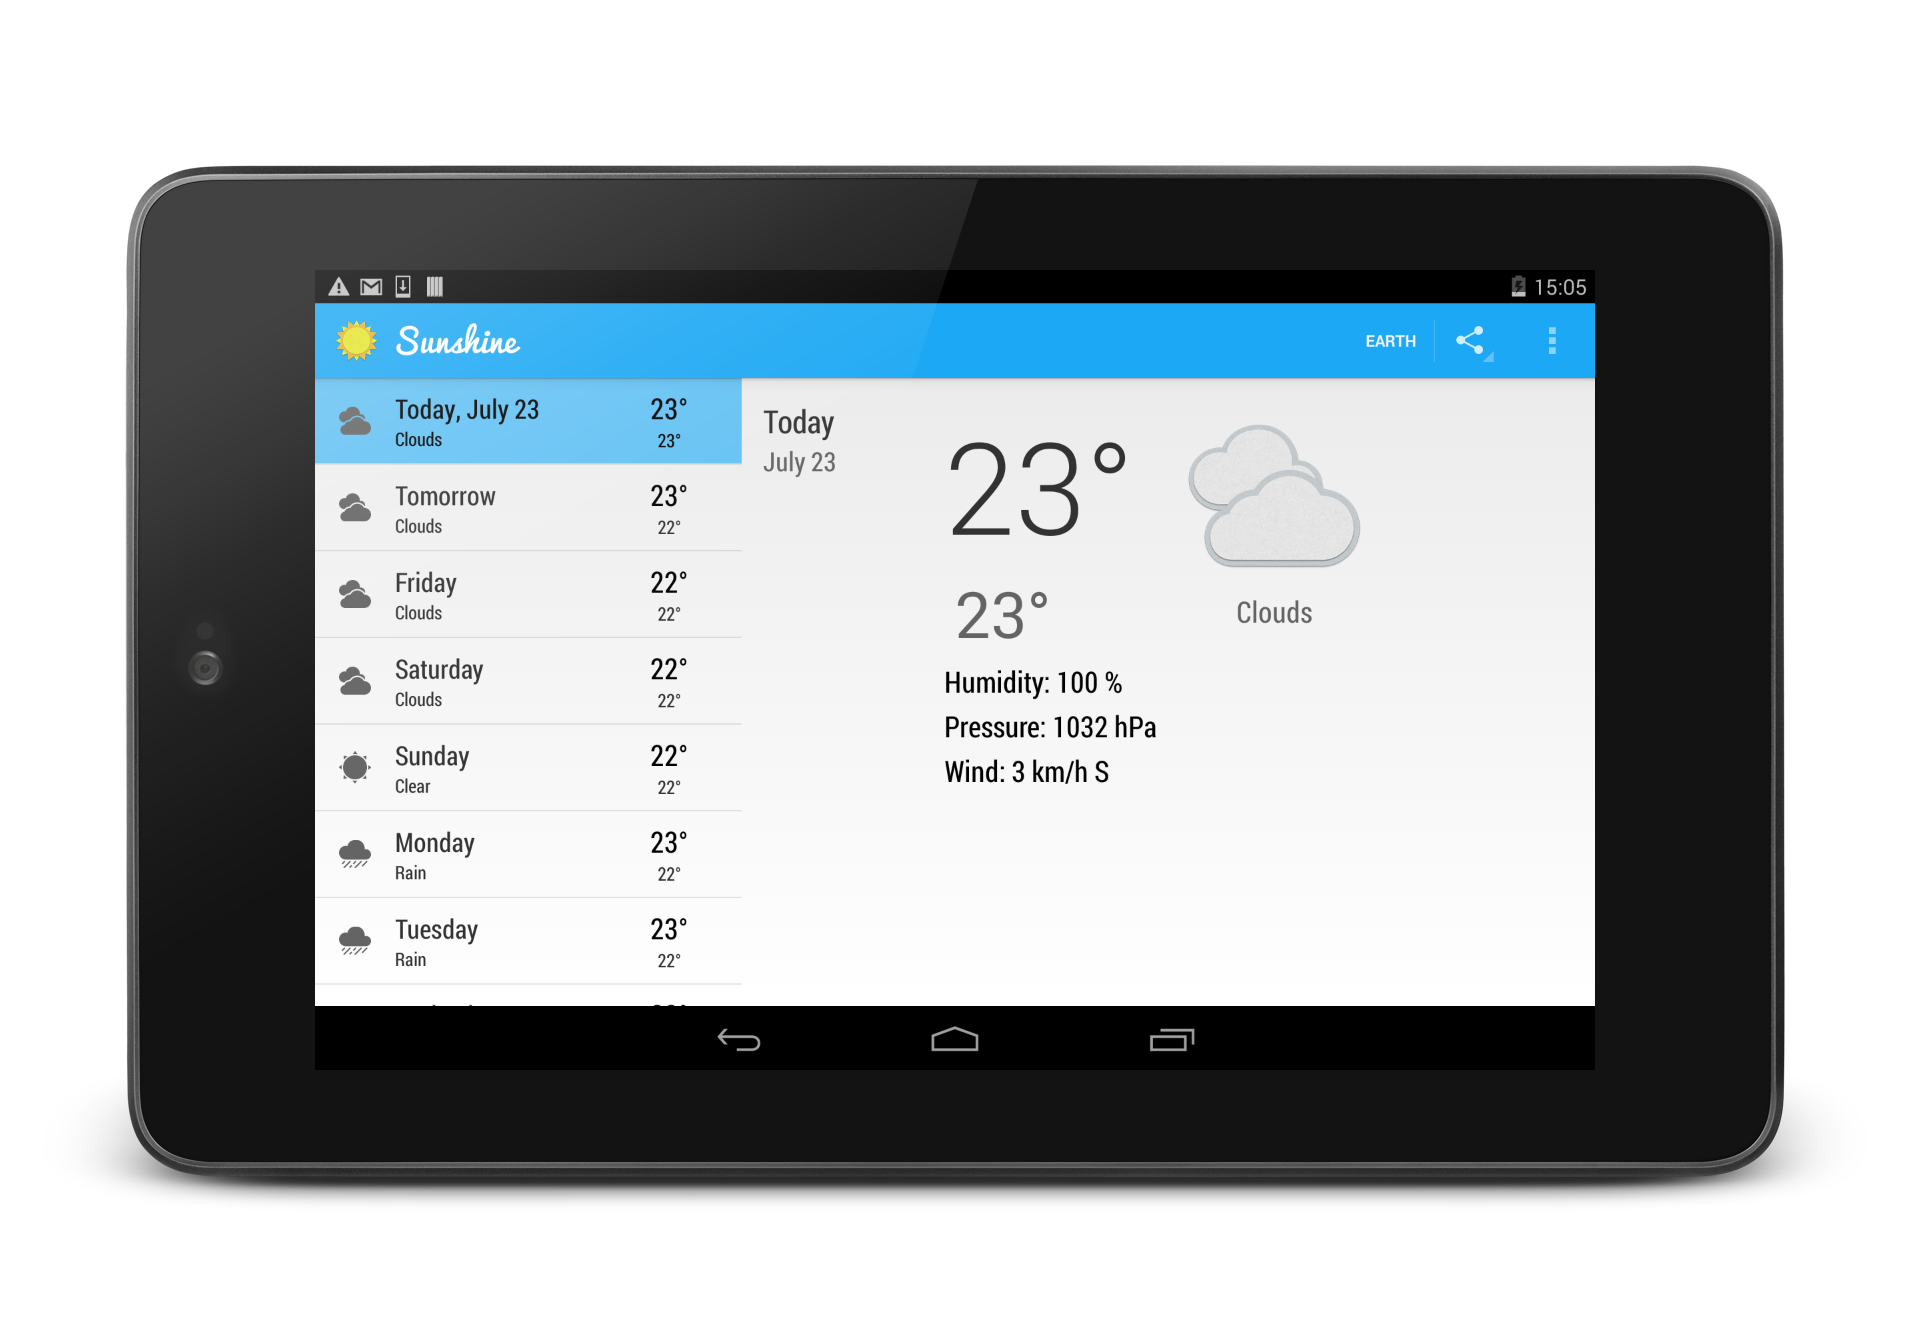 15:05
Sunshine
EARTH
Today, July 23
23°
Clouds
23°
Tomorrow
23°
Clouds
22°
Friday
22°
Clouds
22°
Saturday
22°
Clouds
22°
Sunday
22°
Clear
22°
Monday
23°
Rain
22°
Tuesday
23°
Rain
22°
Today
July 23
23°
23°
Clouds
Humidity: 100 %
Pressure: 1032 hPa
Wind: 3 km/h S